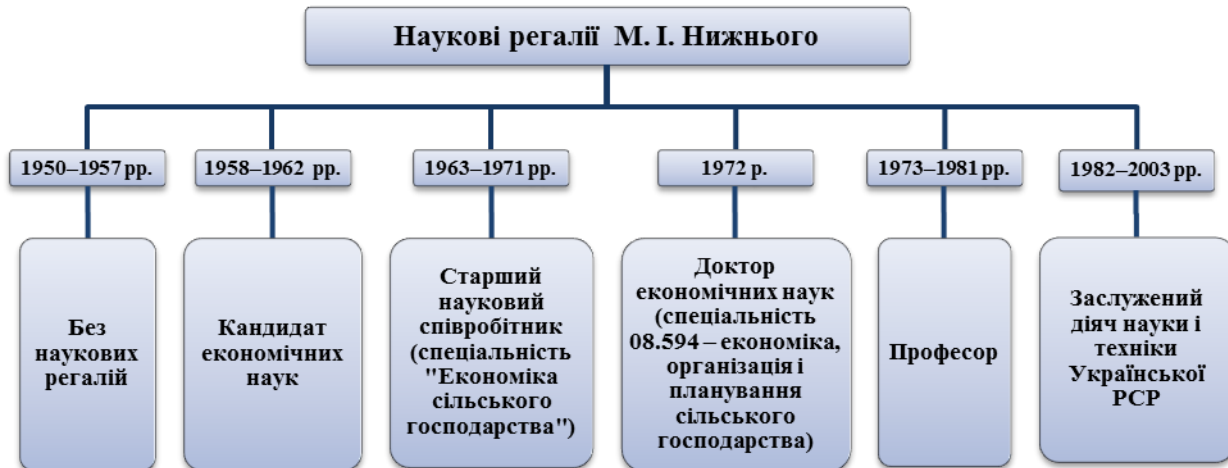 Наукові регалії М. І. Нижнього
1950–1957 рр.
1958–1962 рр.
1963–1971 рр.
1972 р.
1973–1981 рр.
1982–2003 рр.
Без
наукових
регалій
Кандидат
економічних
наук
Старший
науковий
співробітник
(спеціальність
"Економіка
сільського
господарства")
Доктор
економічних наук
(спеціальність
08.594 – економіка,
організація і
планування
сільського
господарства)
Професор
Заслужений
діяч науки і
техніки
Української
РСР